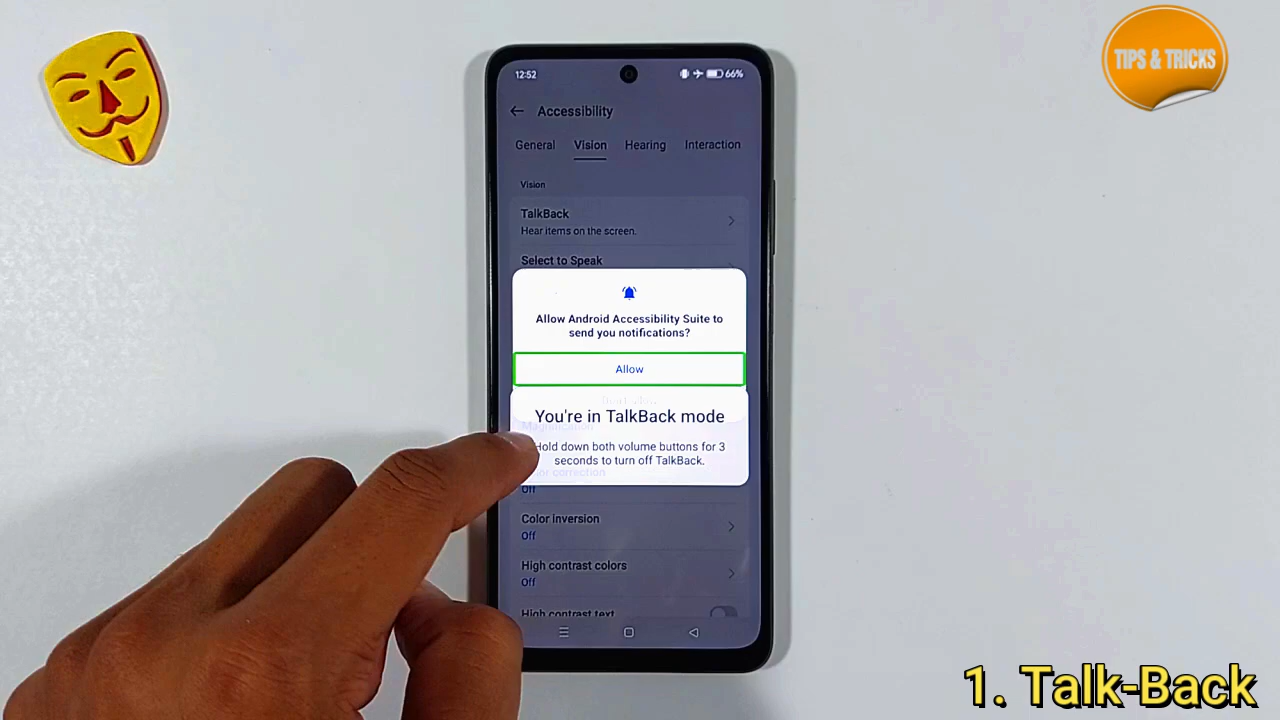 TIPS & TRICKS
12:52
66%
Accessibility
General Vision Hearing Interaction
Vision
TalkBack
Hear items on the screen.
Select to Speak
Allow Android Accessibility Suite to
send you notifications?
Allow
You're in TalkBack mode
Hold down both volume buttons for 3
seconds to turn off TalkBack.
Magnification
Color correction
Off
Color inversion
Off
High contrast colors
Off
High contrast text
1. Talk-Back